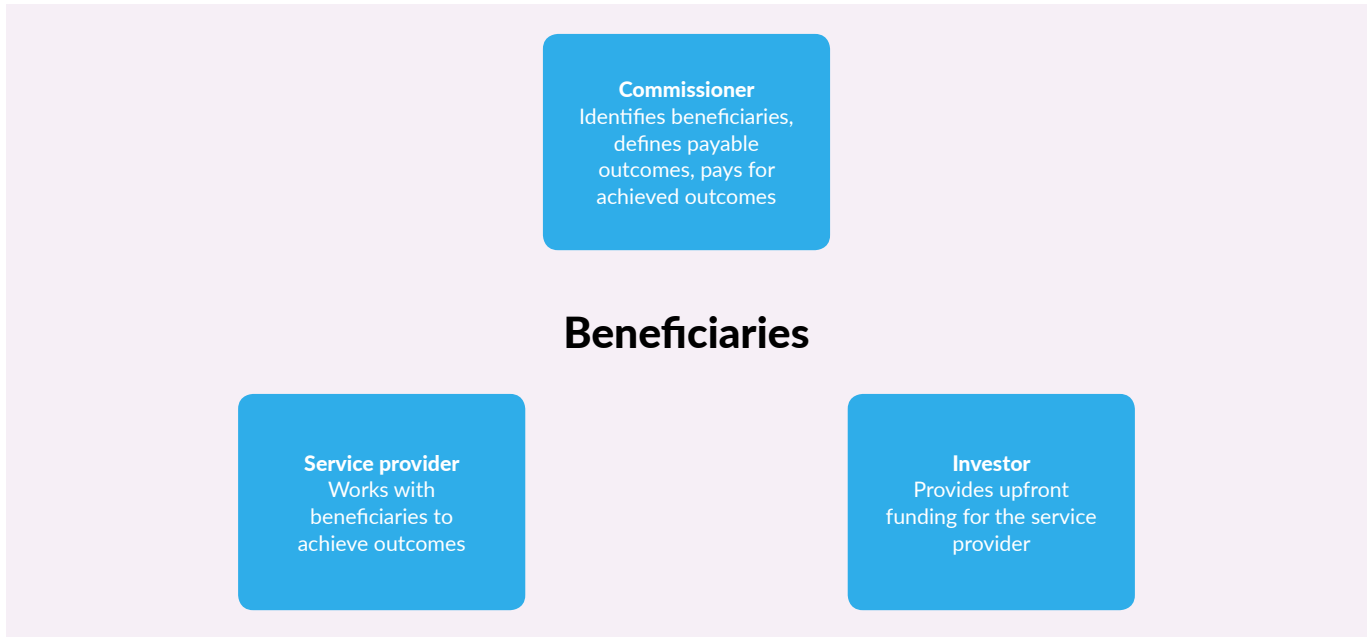 Commissioner
Identifies beneficiaries,
defines payable
outcomes, pays for
achieved outcomes
Beneficiaries
Service provider
Works with
beneficiaries to
achieve outcomes
Investor
Provides upfront
funding for the service
provider